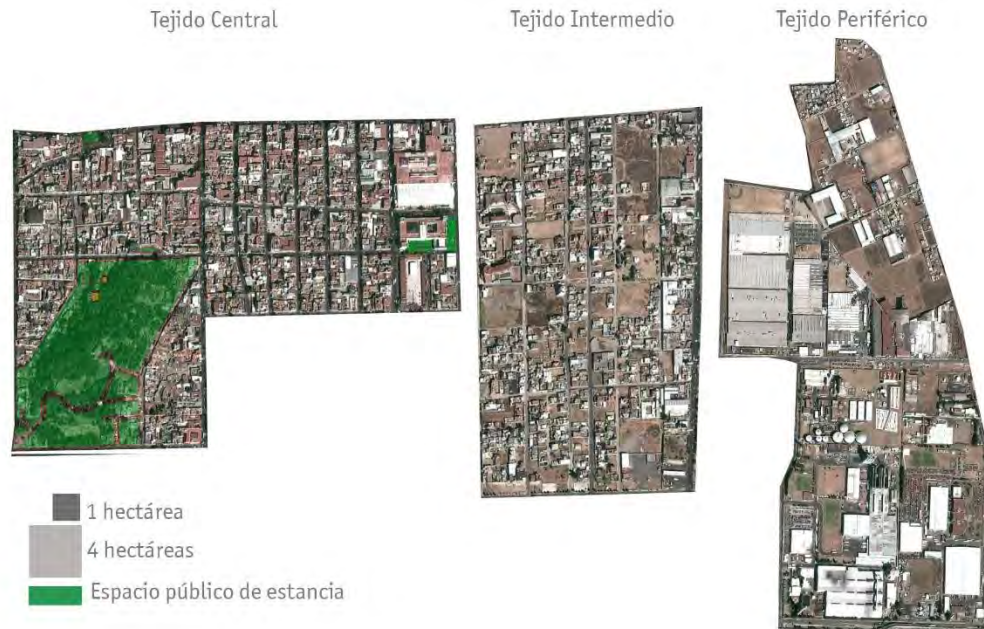 Tejido Central
Tejido Intermedio
Tejido Periférico
1 hectárea
4 hectáreas
Espacio público de estancia